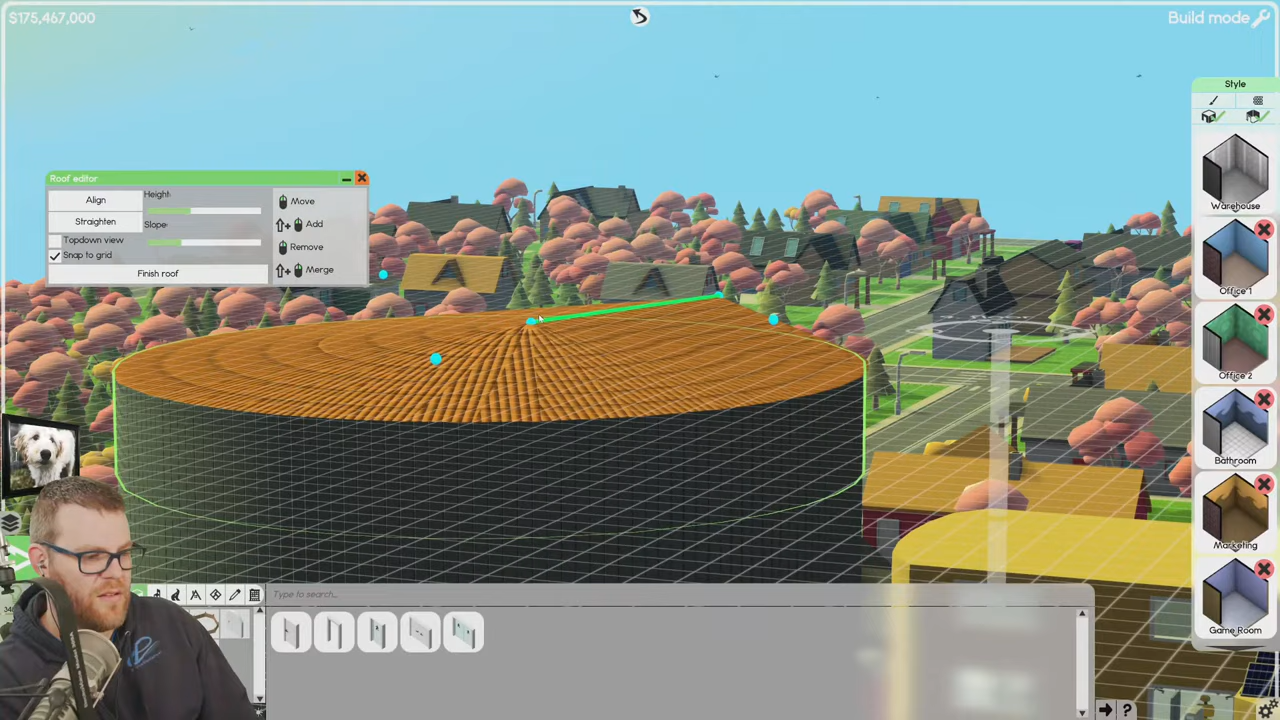 $175,467,000
Build mode
Style
Roof editor
Align
Height:
Move
Straighten
Slope:
Add
Topdown view
Remove
Snap to grid
Merge
Finish roof
Warehouse
Office 1
Office 2
Bathroom
Marketing
Game Room
Type to search...
?